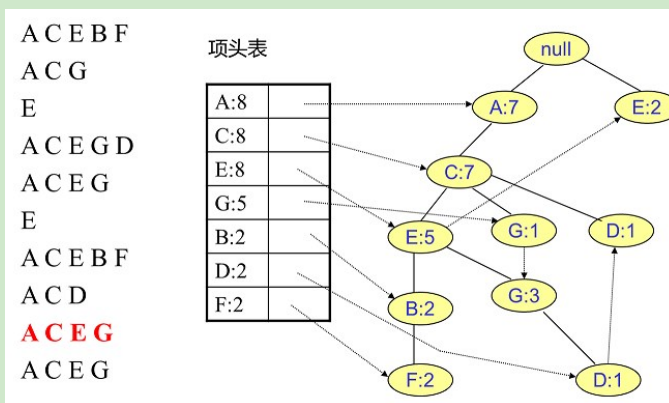 A C E B F
A C G
E
A C E G D
A C E G
E
A C E B F
A C D
A C E G
A C E G
项头表
A:8
C:8
E:8
G:5
B:2
D:2
F:2
null
A:7
E:2
C:7
E:5
G:1
D:1
B:2
G:3
F:2
D:1